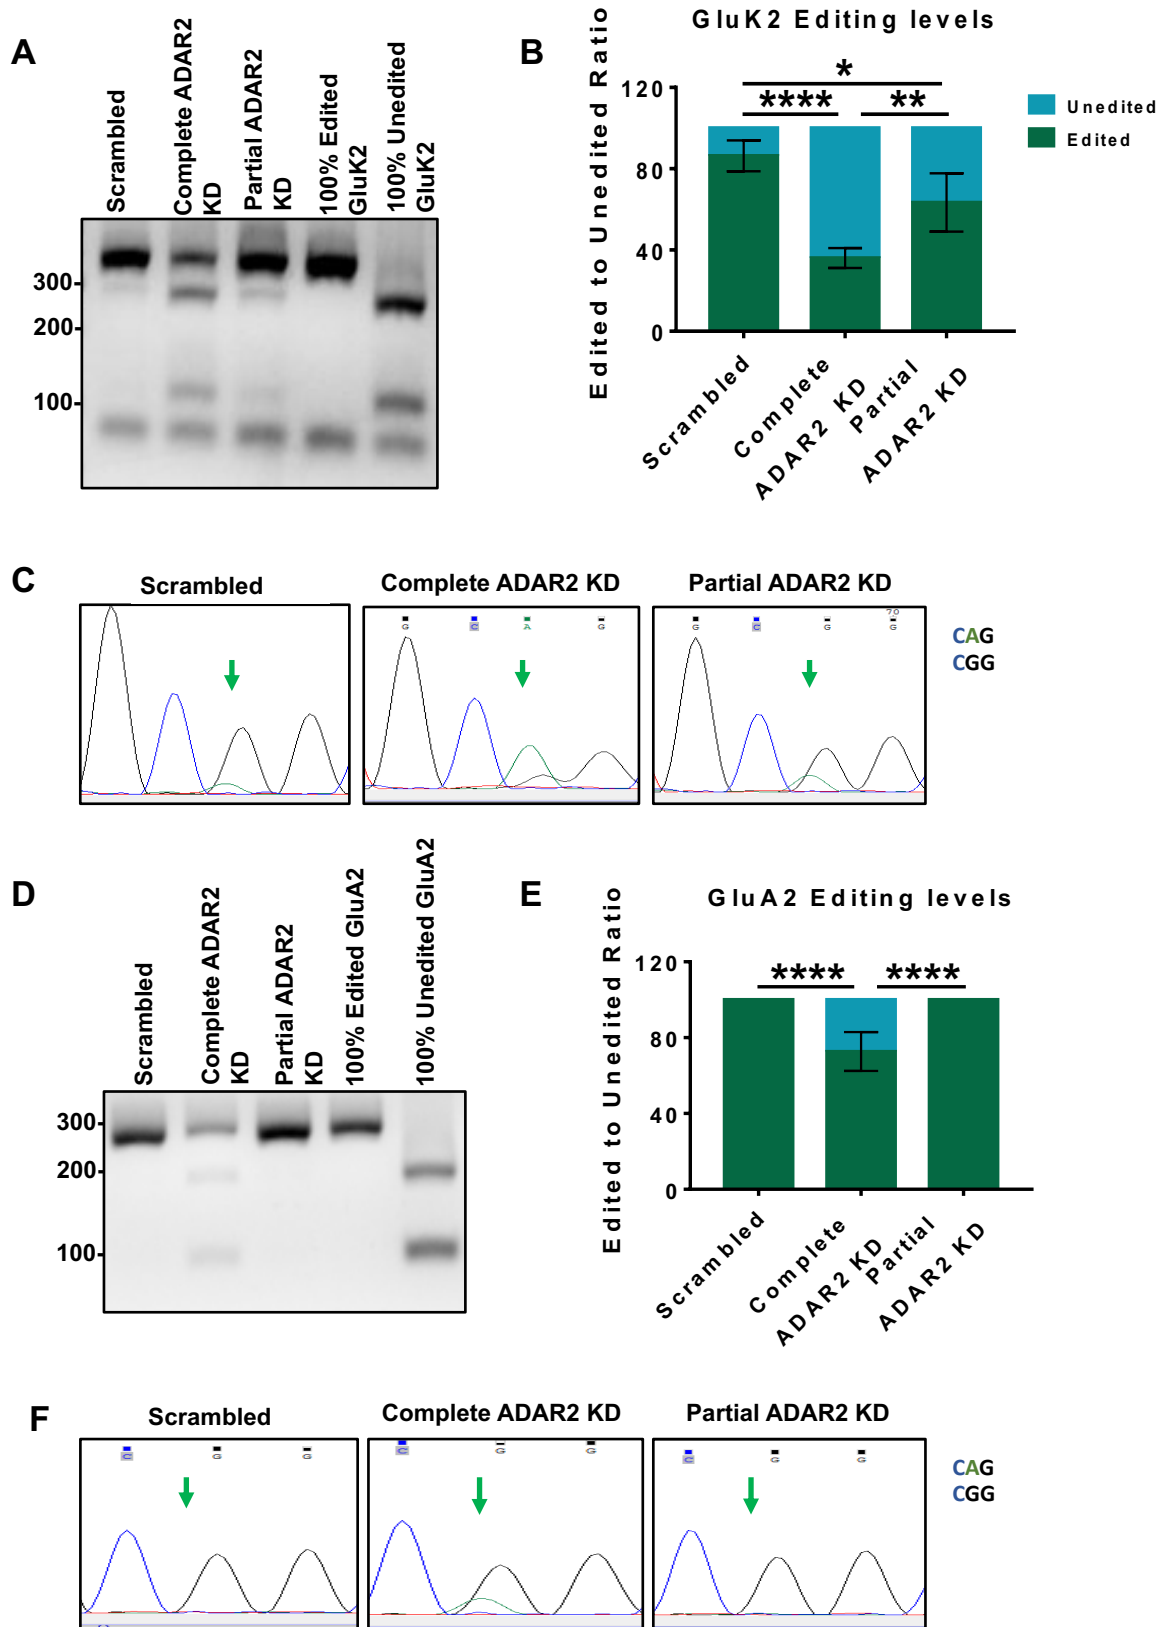 A
Scrambled
Complete ADAR2
KD
Partial ADAR2
KD
100% Edited
GluK2
100% Unedited
GluK2
300
200
100
B
GluK2 Editing levels
Edited to Unedited Ratio
120
80
40
0
*
****
**
Unedited
Edited
Scrambled
Complete
ADAR2 KD
Partial
ADAR2 KD
C
Scrambled
Complete ADAR2 KD
G C A G
Partial ADAR2 KD
70
G C G G
CAG
CGG
D
Scrambled
Complete ADAR2
KD
Partial ADAR2
KD
100% Edited GluA2
100% Unedited GluA2
300
200
100
E
GluA2 Editing levels
Edited to Unedited Ratio
120
80
40
0
****
****
Scrambled
Complete
ADAR2 KD
Partial
ADAR2 KD
F
Scrambled
C G G
Complete ADAR2 KD
C G G
Partial ADAR2 KD
C G G
CAG
CGG